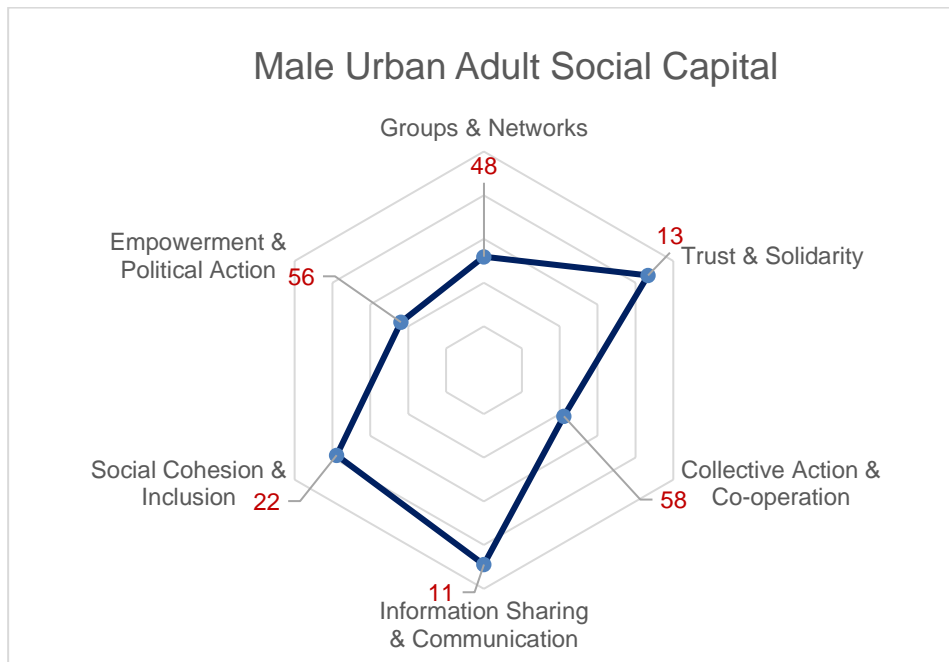 Male Urban Adult Social Capital
Groups & Networks
48
13
Trust & Solidarity
Empowerment &
Political Action
56
Social Cohesion &
Inclusion
22
Collective Action &
Co-operation
58
11
Information Sharing
& Communication